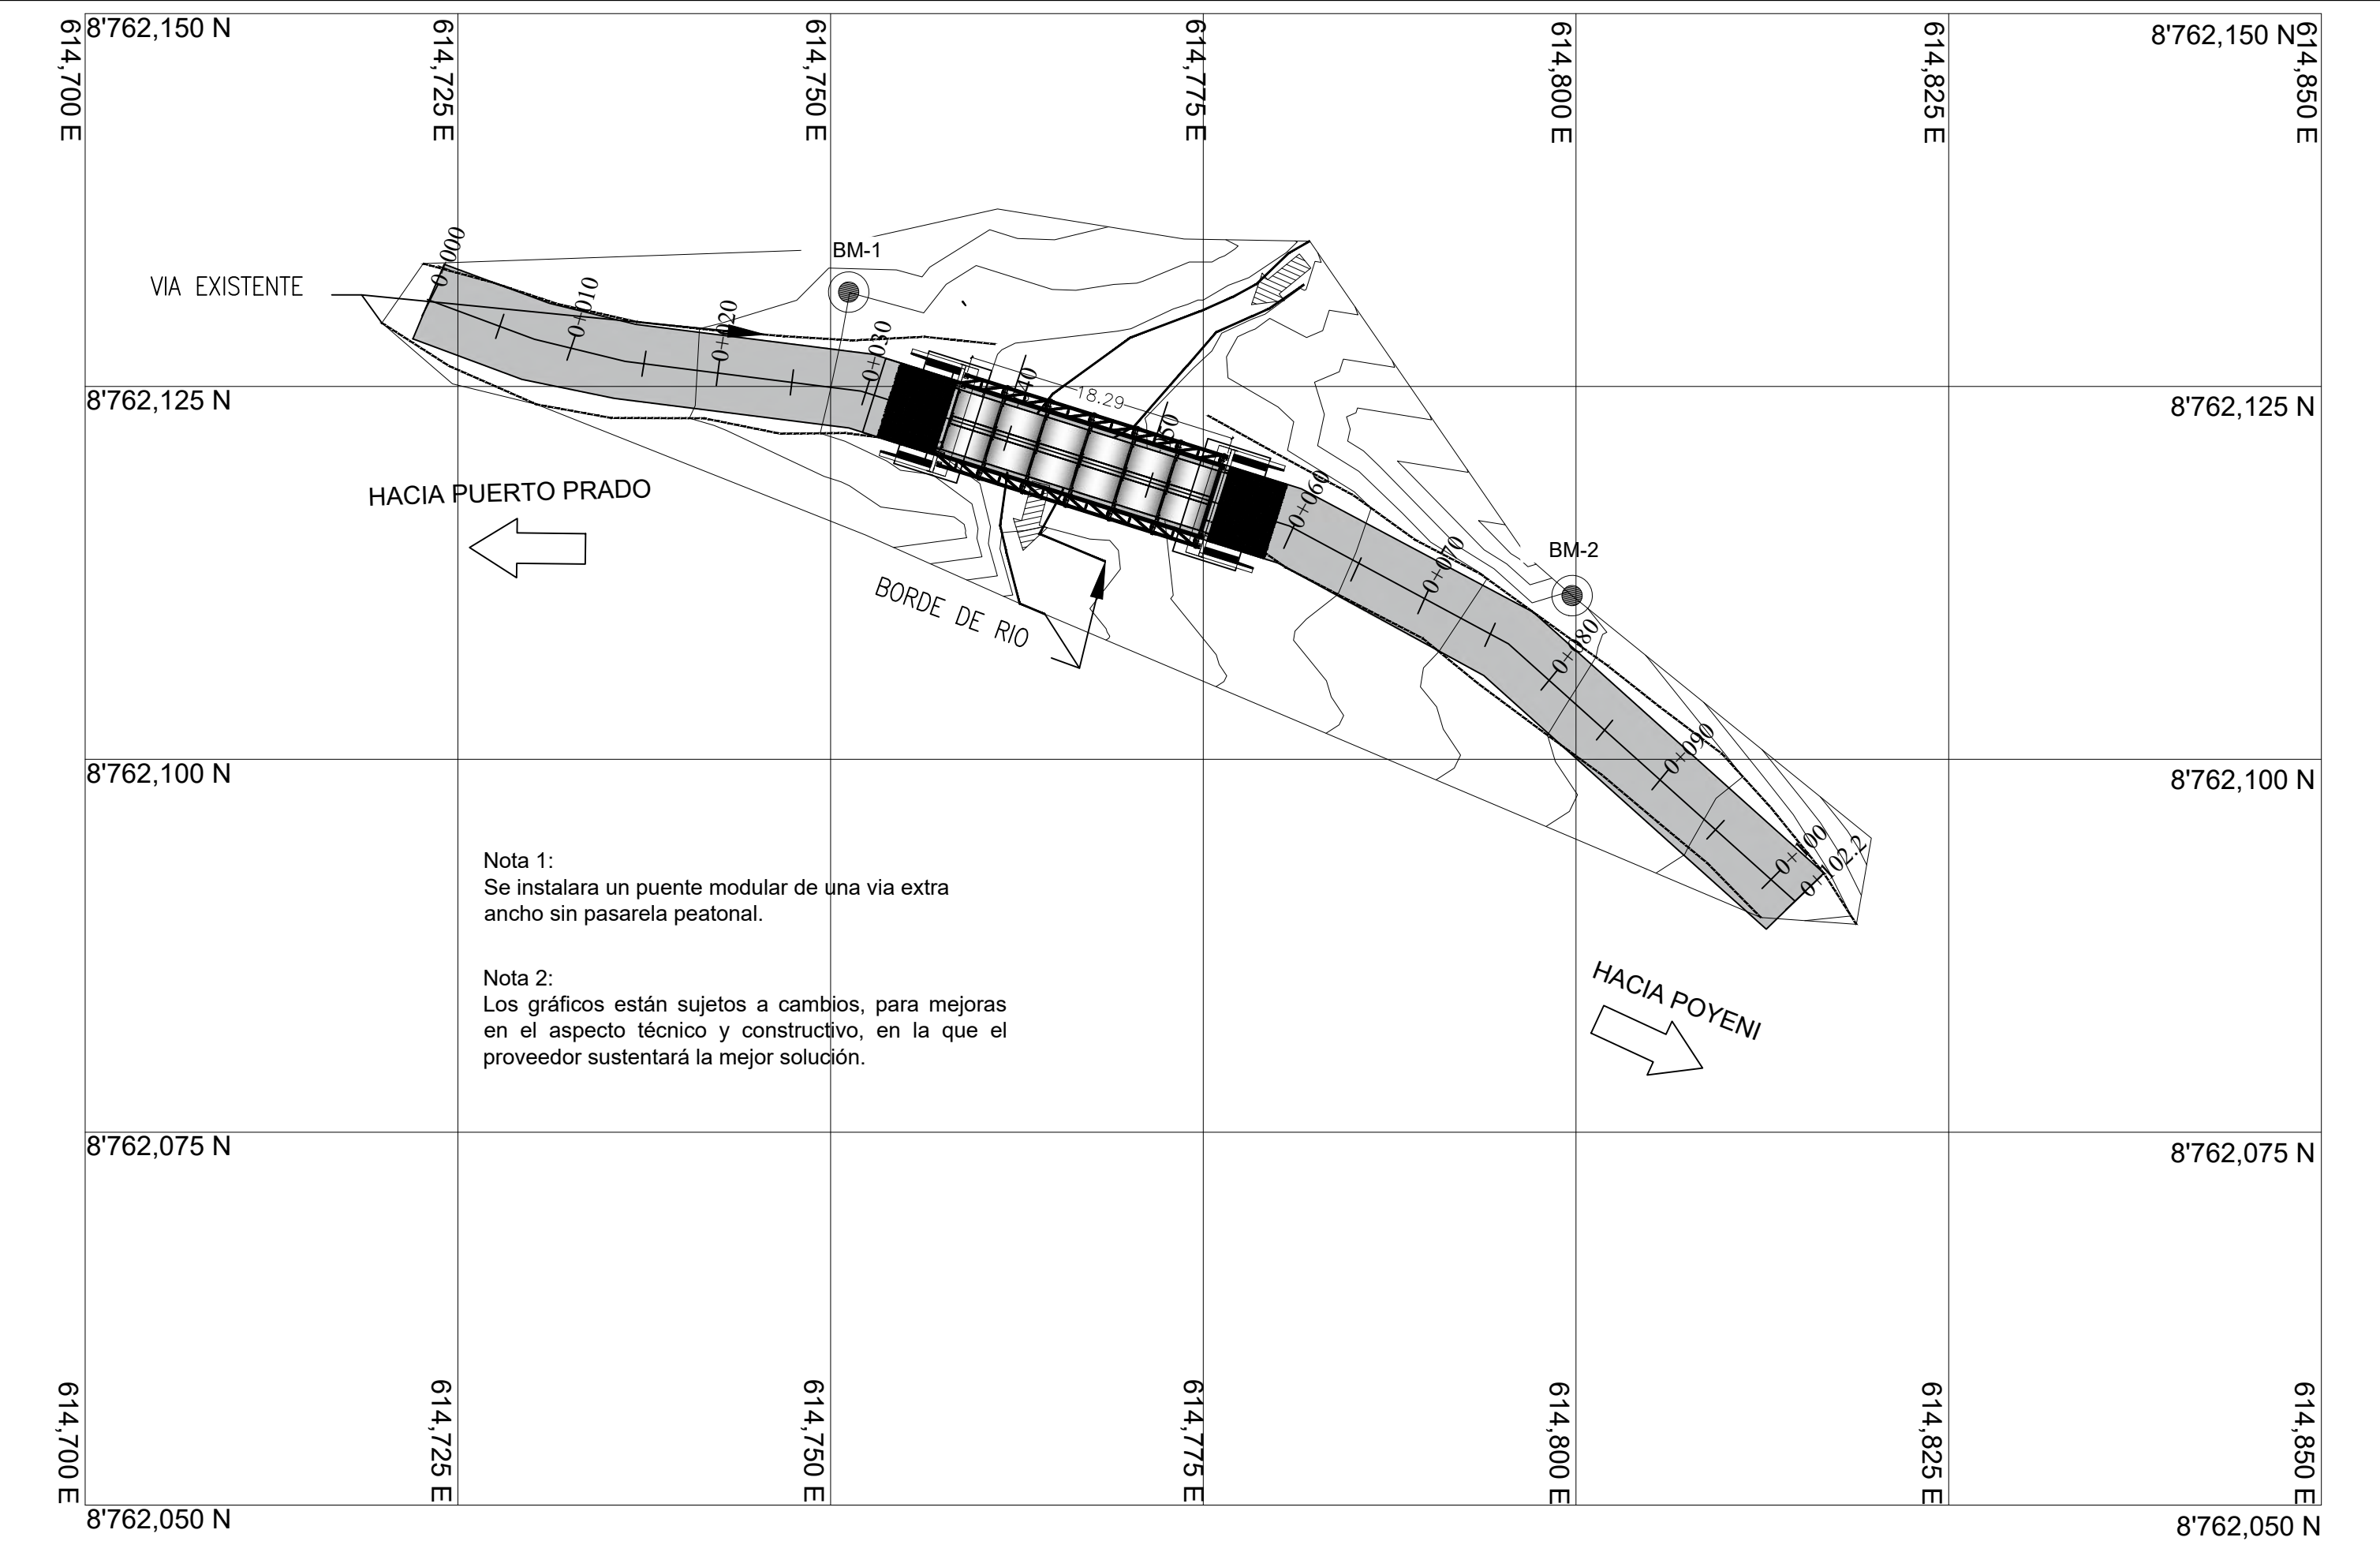 614,700 E
8'762,150 N
614,725 E
614,750 E
614,775 E
614,800 E
614,825 E
8'762,150 N
614,850 E
BM-1
VIA EXISTENTE
0+000
0+010
0+020
0+030
40
18.29
50
8'762,125 N
8'762,125 N
HACIA PUERTO PRADO
0+060
0+070
BM-2
BORDE DE RIO
0+080
0+090
8'762,100 N
8'762,100 N
0+100
0+102.2
Nota 1:
Se instalara un puente modular de una via extra
ancho sin pasarela peatonal.
HACIA POYENI
Nota 2:
Los gráficos están sujetos a cambios, para mejoras
en el aspecto técnico y constructivo, en la que el
proveedor sustentará la mejor solución.
8'762,075 N
8'762,075 N
614,700 E
614,725 E
614,750 E
614,775 E
614,800 E
614,825 E
614,850 E
8'762,050 N
8'762,050 N